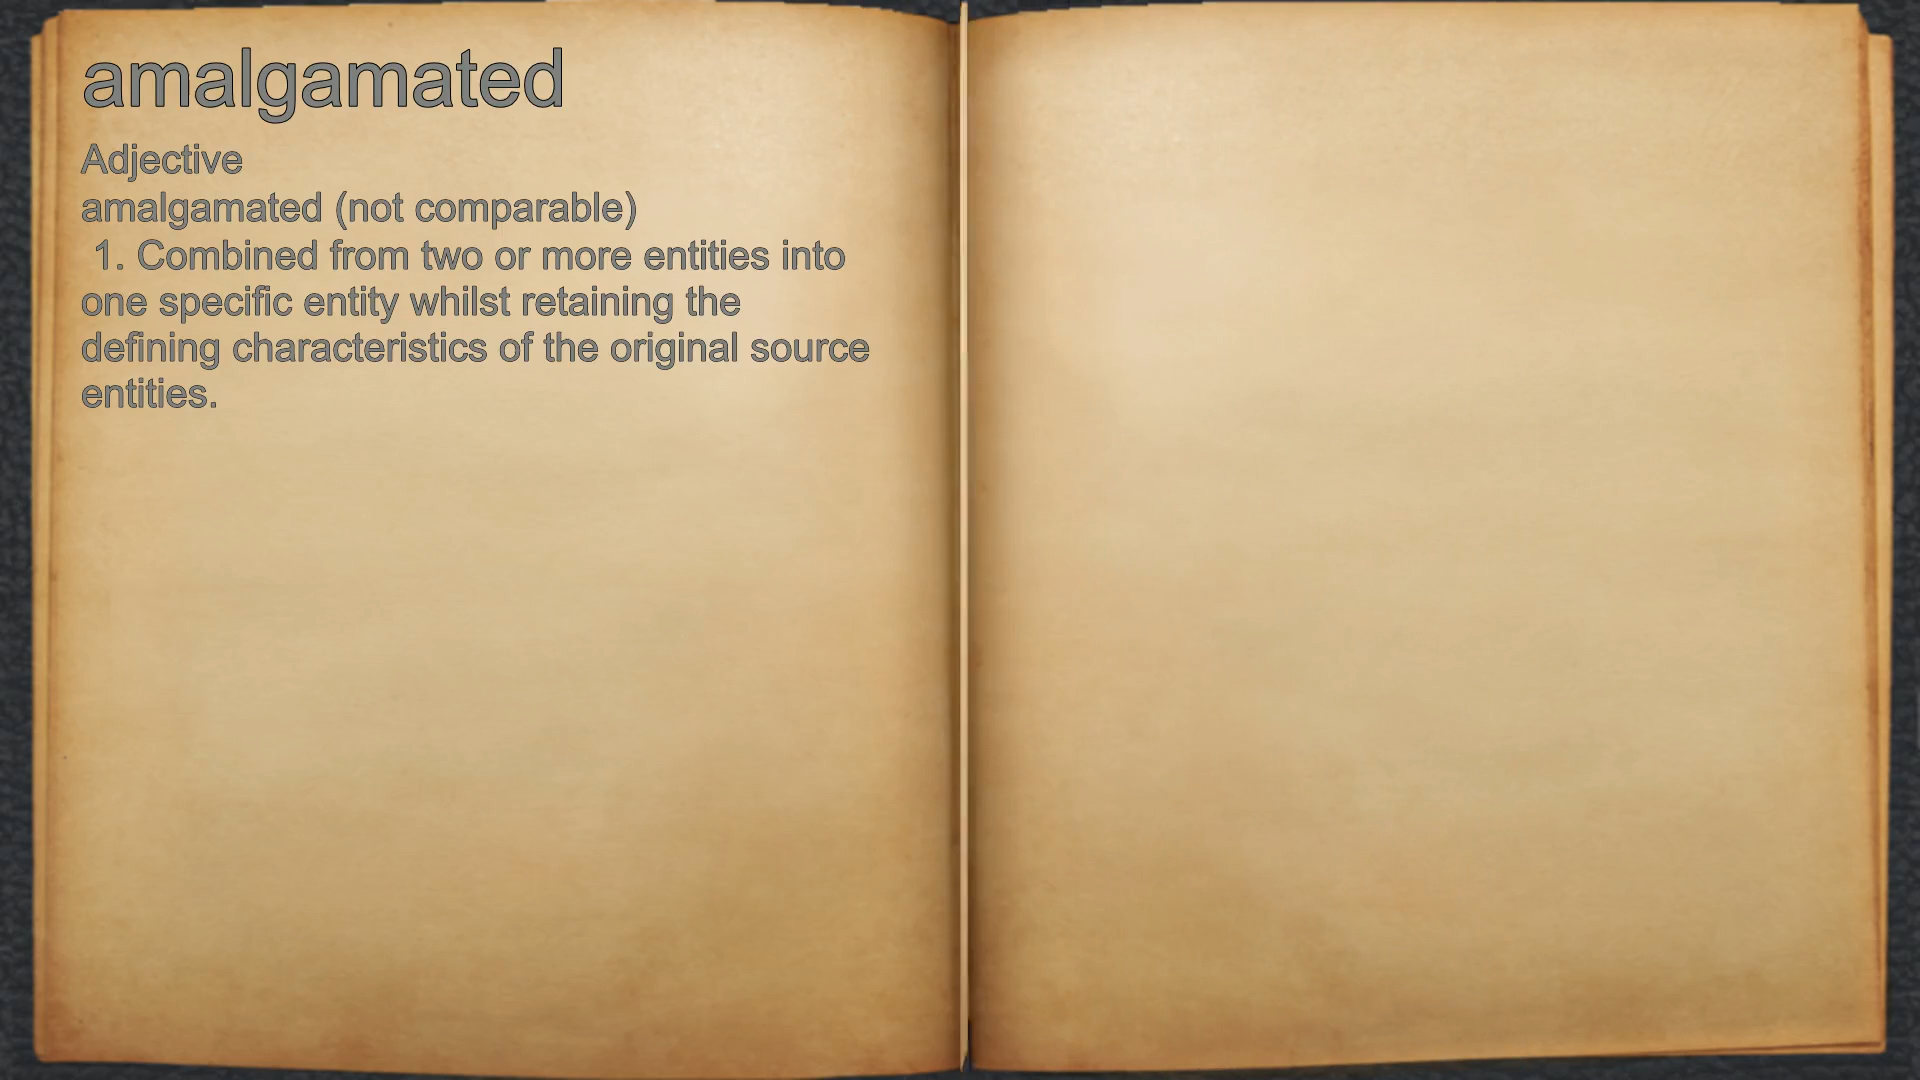 amalgamated
Adjective
amalgamated (not comparable)
1. Combined from two or more entities into
one specific entity whilst retaining the
defining characteristics of the original source
entities.